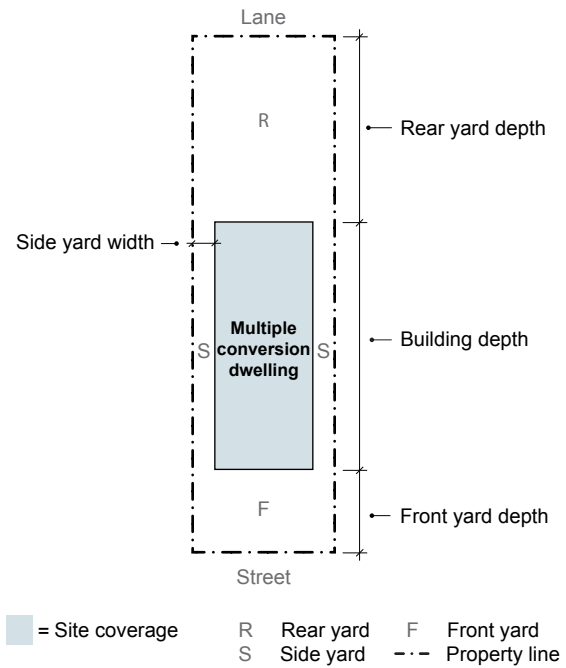 Lane
R
Rear yard depth
Side yard width
Multiple
S conversion S
dwelling
Building depth
F
Front yard depth
Street
= Site coverage R Rear yard F Front yard
S Side yard Property line